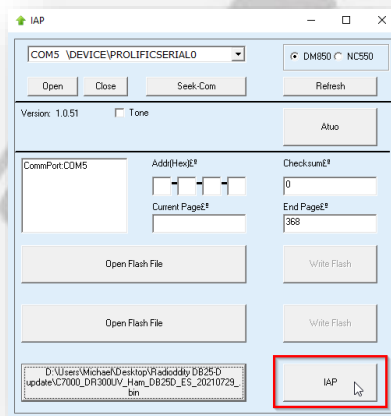 IAP
COM5 \DEVICE\PROLIFICSERIAL0
DM850 NC550
Open Close Seek-Com Refresh
Version: 1.0.51 Tone
Atuo
CommPort:COM5
Addr(Hex)£º Checksum£º
- - -
0
Current Page£º End Page£º
368
Open Flash File Write Flash
Open Flash File Write Flash
D:\Users\Michael\Desktop\Radioddity DB25-D
update\C7000_DR300UV_Ham_DB25D_ES_20210729_
bin
IAP